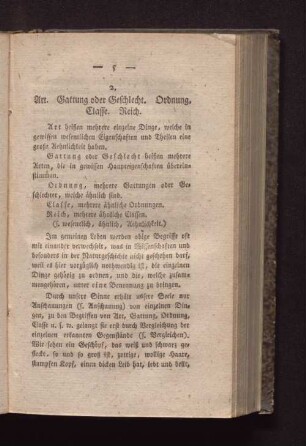 — 5 —
2.
Art. Gattung oder Geschlecht. Ordnung.
Classe. Reich.
Art heißen mehrere einzelne Dinge, welche in
gewissen wesentlichen Eigenschaften und Theilen eine
große Aehnlichkeit haben.
Gattung oder Geschlecht heißen mehrere
Arten, die in gewissen Haupteigenschaften überein-
stimmen.
Ordnung, mehrere Gattungen oder Ge-
schlechter, welche ähnlich sind.
Classe, mehrere ähnliche Ordnungen.
Reich, mehrere ähnliche Classen.
(s. wesentlich, ähnlich, Aehnlichkeit.)
Im gemeinen Leben werden obige Begriffe oft
mit einander verwechselt, was in Wissenschaften und
besonders in der Naturgeschichte nicht geschehen darf,
weil es hier vorzüglich nothwendig ist, die einzelnen
Dinge gehörig zu ordnen, und die, welche zusammen
gehören, unter eine Benennung zu bringen.
Durch unsere Sinne erhält unsere Seele nur
Anschauungen (s. Anschauung) von einzelnen Din-
gen, zu den Begriffen von Art, Gattung, Ordnung,
Classe u. s. w. gelangt sie erst durch Vergleichung der
einzelnen erkannten Gegenstände (s. Vergleichen).
Wir sehen ein Geschöpf, das weiß und schwarz ge-
fleckt, so und so groß ist, zottige, wollige Haare,
stumpfen Kopf, einen dicken Leib hat, lebt und bellt,